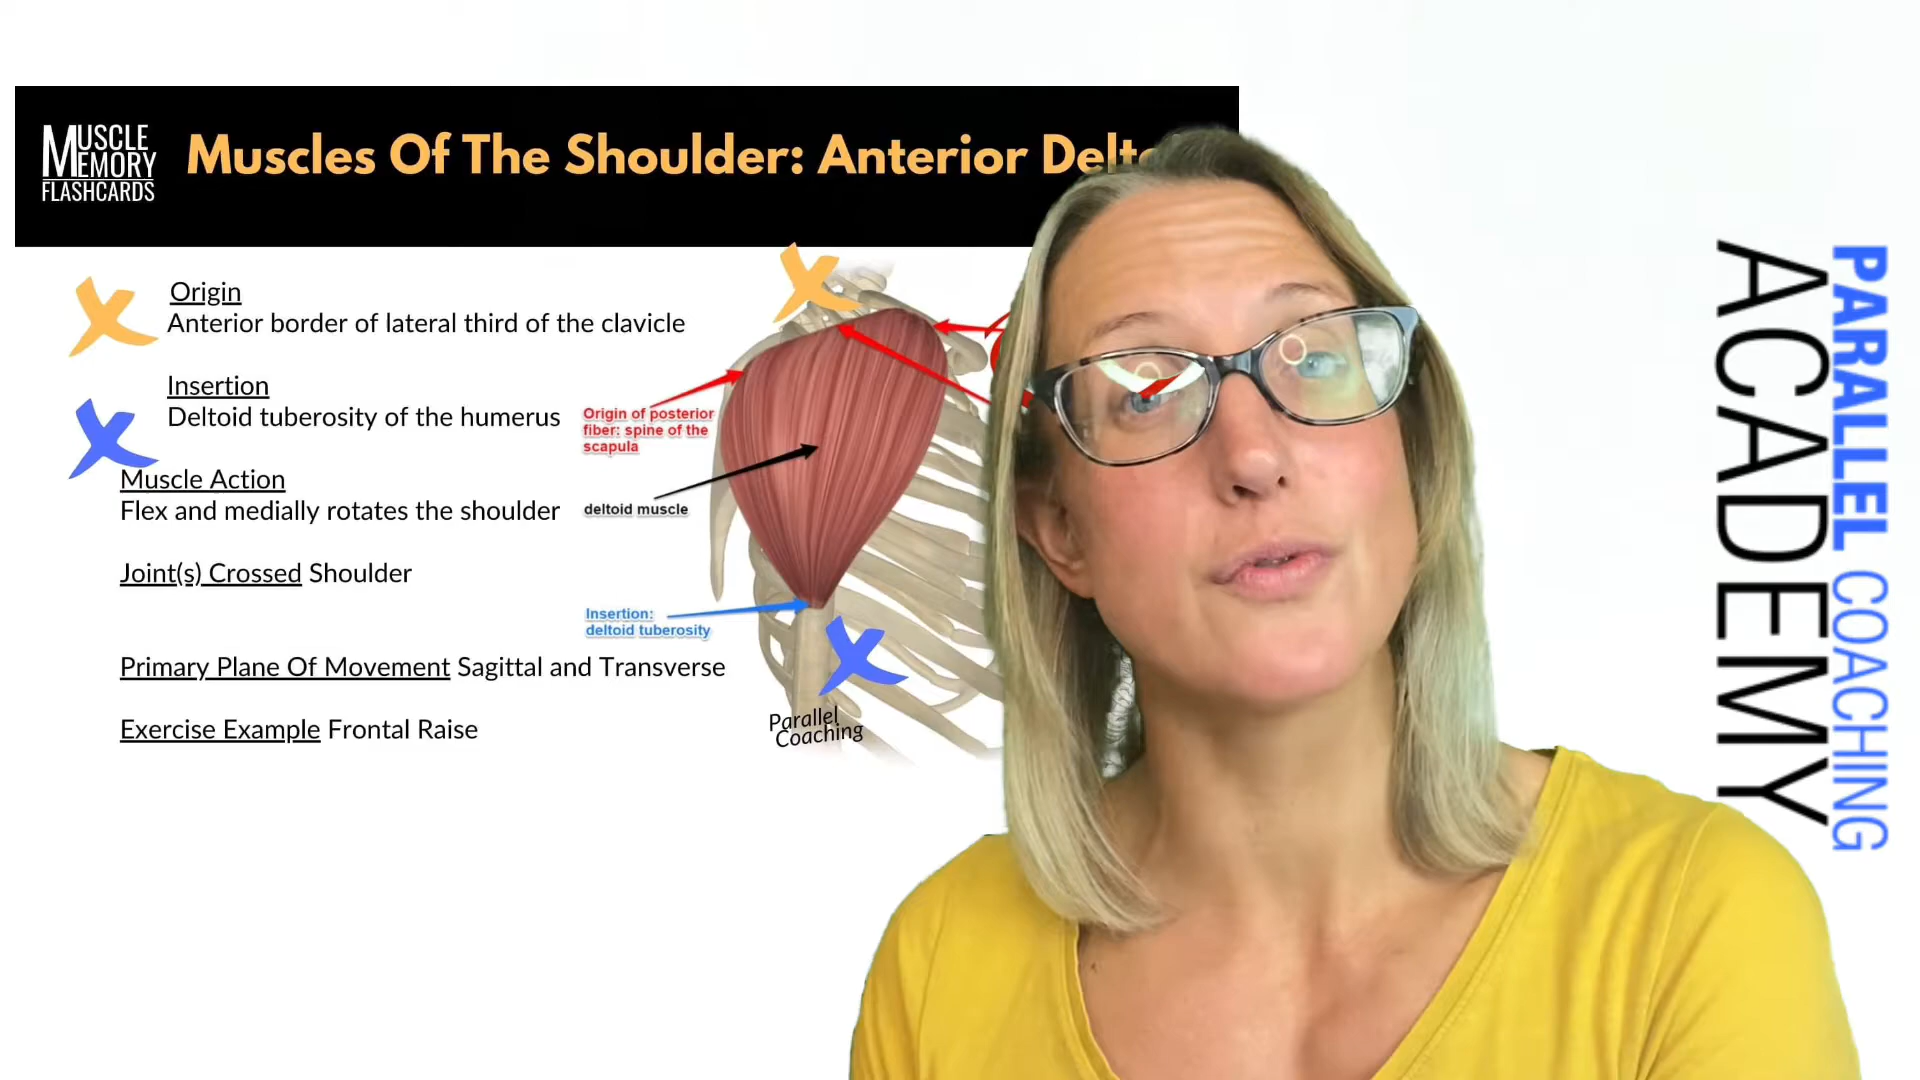 MUSCLE
MEMORY
FLASHCARDS
Muscles Of The Shoulder: Anterior
Origin
Anterior border of lateral third of the clavicle
Insertion
Deltoid tuberosity of the humerus
Muscle Action
Flex and medially rotates the shoulder
Joint(s) Crossed Shoulder
Primary Plane Of Movement Sagittal and Transverse
Exercise Example Frontal Raise
Origin of posterior
fiber: spine of the
scapula
deltoid muscle
Insertion:
deltoid tuberosity
Parallel
Coaching
PARALLEL COACHING
ACADEMY